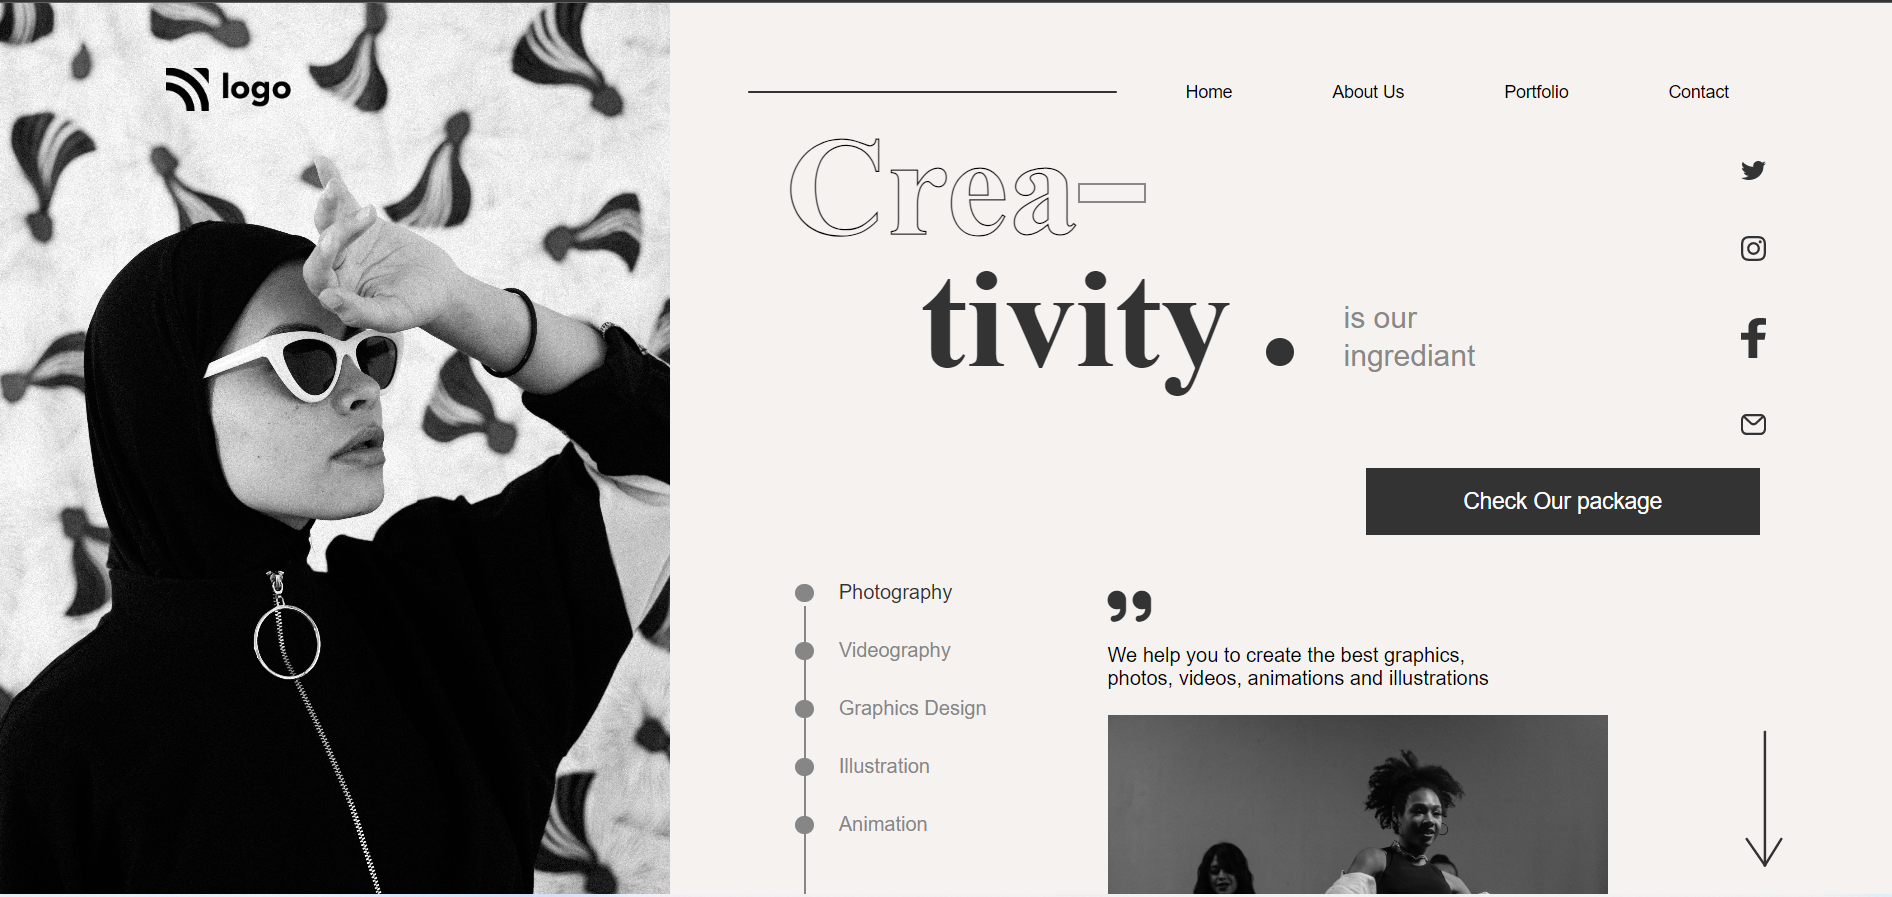 logo
Home About Us Portfolio Contact
Crea-
tivity .
is our
ingrediant
Check Our package
Photography
Videography
Graphics Design
Illustration
Animation
”
We help you to create the best graphics,
photos, videos, animations and illustrations